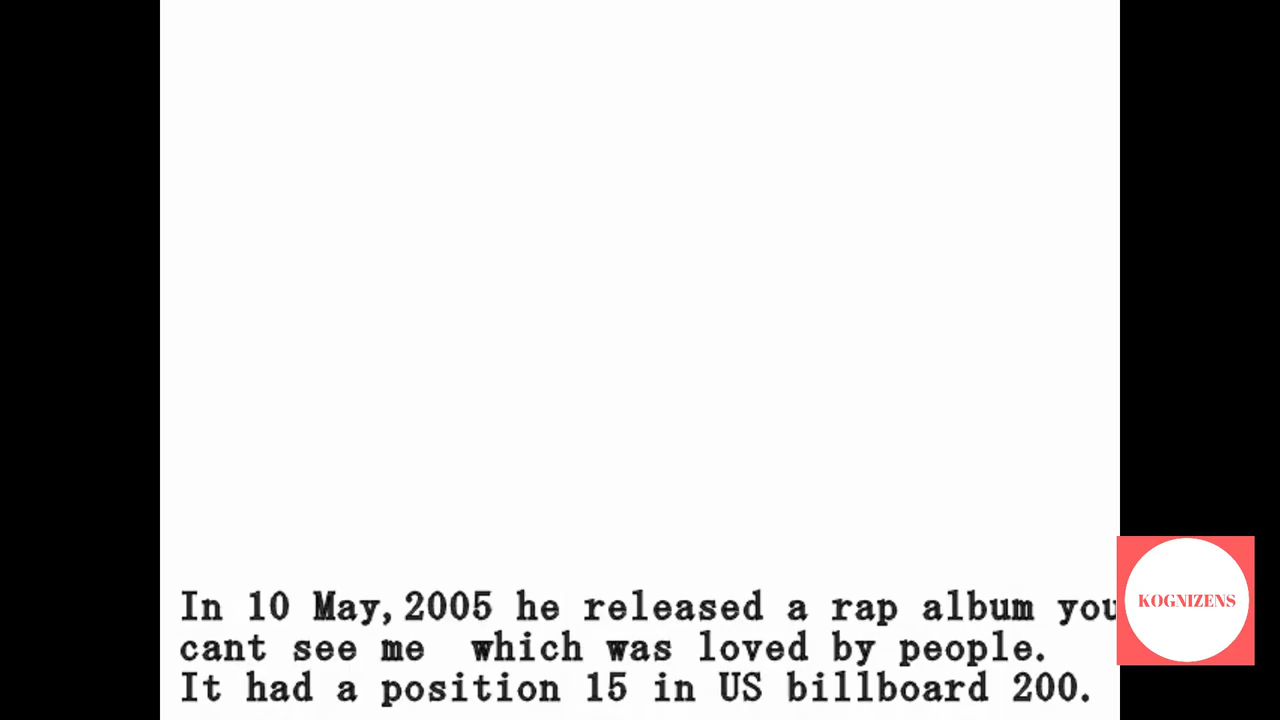 In 10 May,2005 he released a rap album you
cant see me which was loved by people.
It had a position 15 in US billboard 200.
KOGNIZENS